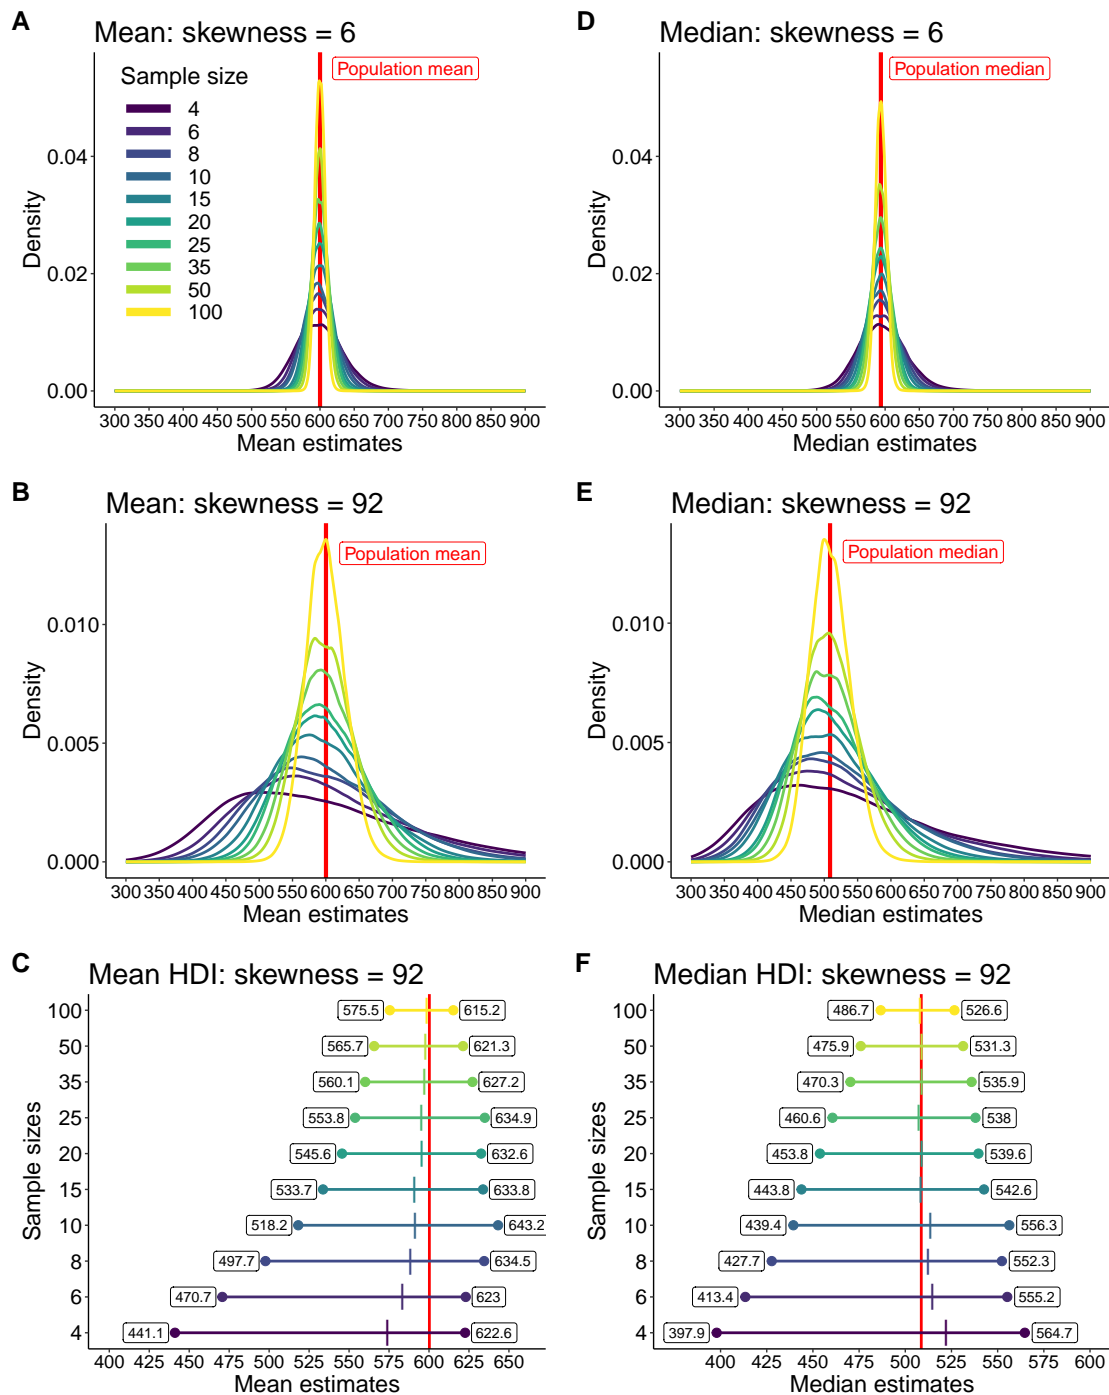 A
Mean: skewness = 6
Population mean
Sample size
4
6
8
10
15
20
25
35
50
100
0.04
0.02
0.00
Density
300 350 400 450 500 550 600 650 700 750 800 850 900
Mean estimates
D
Median: skewness = 6
Population median
0.04
0.02
0.00
Density
300 350 400 450 500 550 600 650 700 750 800 850 900
Median estimates
B
Mean: skewness = 92
Population mean
0.010
0.005
0.000
Density
300 350 400 450 500 550 600 650 700 750 800 850 900
Mean estimates
E
Median: skewness = 92
Population median
0.010
0.005
0.000
Density
300 350 400 450 500 550 600 650 700 750 800 850 900
Median estimates
C
Mean HDI: skewness = 92
Sample sizes
100 575.5 615.2
50 565.7 621.3
35 560.1 627.2
25 553.8 634.9
20 545.6 632.6
15 533.7 633.8
10 518.2 643.2
8 497.7 634.5
6 470.7 623
4 441.1 622.6
400 450 500 525 550 575 600 650
Mean estimates
F
Median HDI: skewness = 92
Sample sizes
100 486.7 526.6
50 475.9 531.3
35 470.3 535.9
25 460.6 538
20 453.8 539.6
15 443.8 542.6
10 439.4 556.3
8 427.7 552.3
6 413.4 555.2
4 397.9 564.7
400 425 450 475 500 525 550 575 600
Median estimates